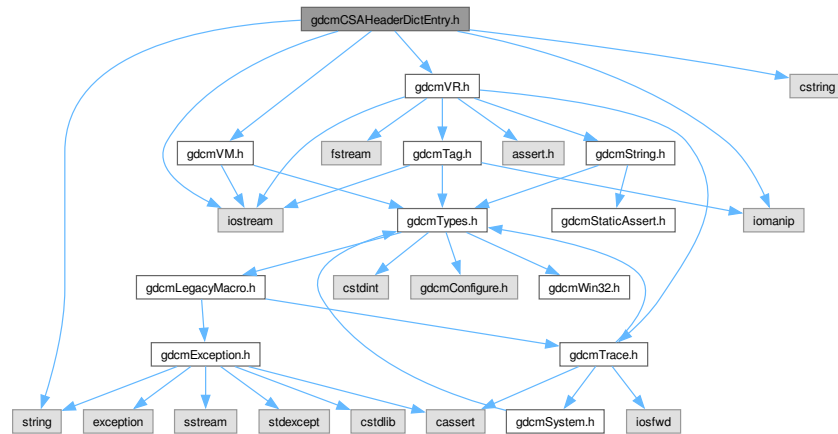 gdcmCSAHeaderDictEntry.h
gdcmVR.h
cstring
gdcmVM.h
fstream
gdcmTag.h
assert.h
gdcmString.h
iostream
gdcmTypes.h
gdcmStaticAssert.h
iomanip
gdcmLegacyMacro.h
cstdint
gdcmConfigure.h
gdcmWin32.h
gdcmException.h
gdcmTrace.h
string
exception
sstream
stdexcept
cstdlib
cassert
gdcmSystem.h
iosfwd